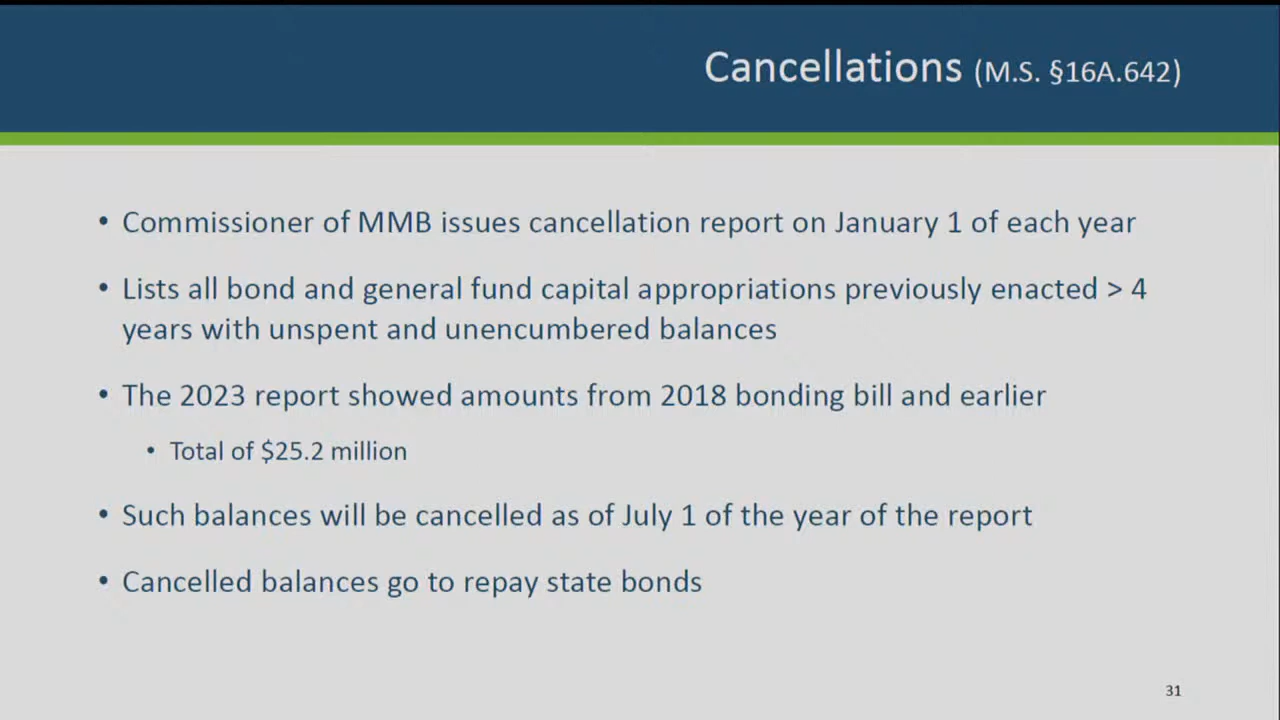 Cancellations (M.S. §16A.642)
• Commissioner of MMB issues cancellation report on January 1 of each year
• Lists all bond and general fund capital appropriations previously enacted > 4
years with unspent and unencumbered balances
• The 2023 report showed amounts from 2018 bonding bill and earlier
• Total of $25.2 million
• Such balances will be cancelled as of July 1 of the year of the report
• Cancelled balances go to repay state bonds
31